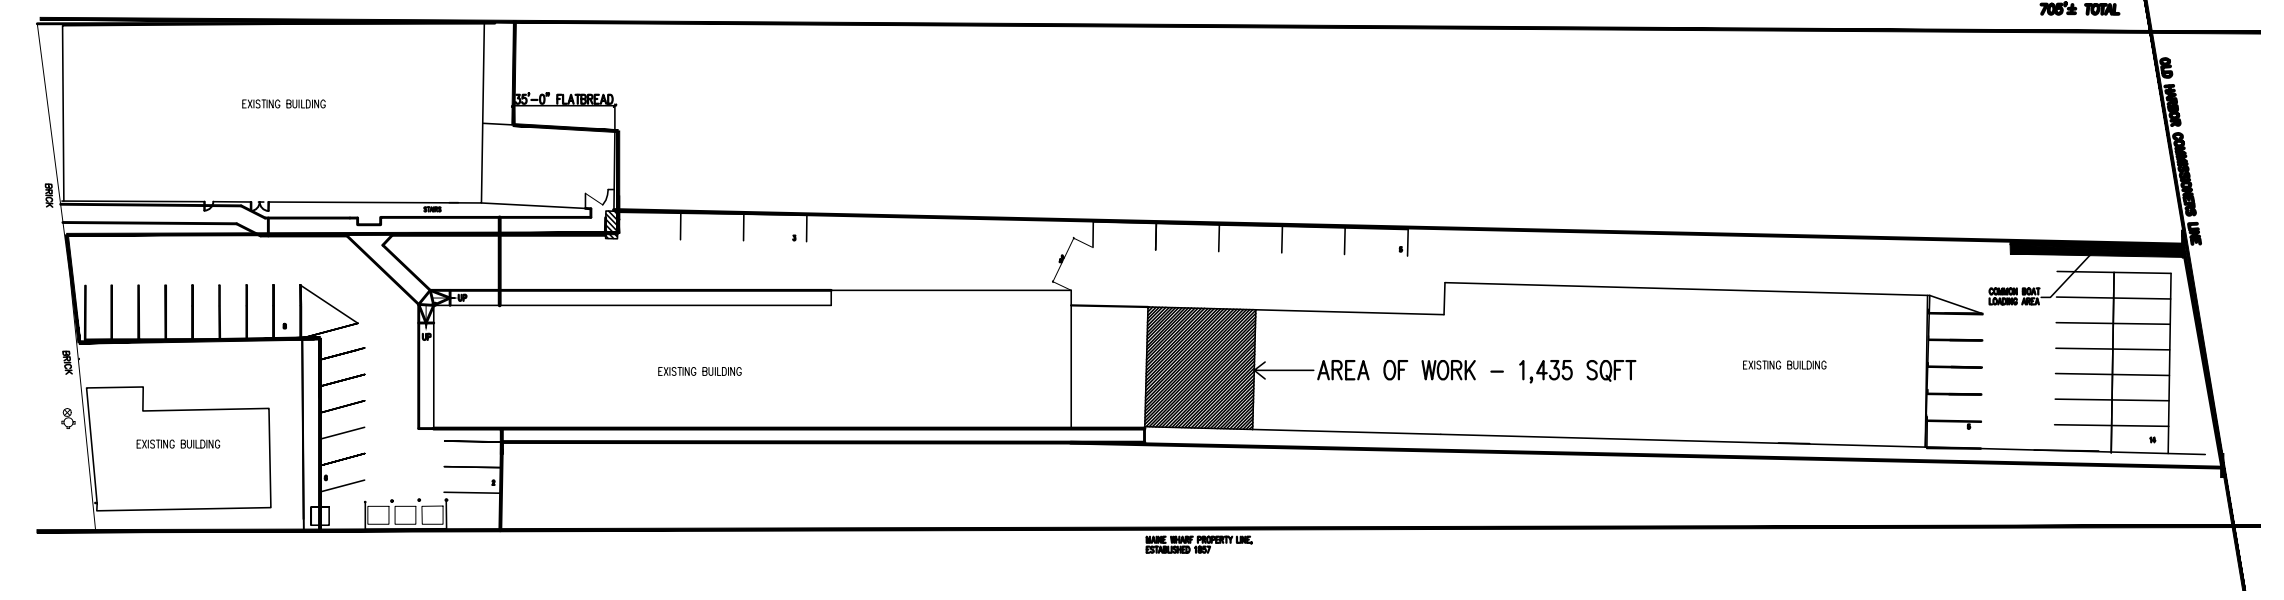 705'± TOTAL
OLD HARBOR COMMISSIONERS LINE
EXISTING BUILDING
35'-0" FLATBREAD
BRICK
STAIRS
3
5
UP
COMMON BOAT
LOADING AREA
8
UP
BRICK
EXISTING BUILDING
AREA OF WORK - 1,435 SQFT
EXISTING BUILDING
EXISTING BUILDING
6
14
2
MAINE WHARF PROPERTY LINE,
ESTABLISHED 1857